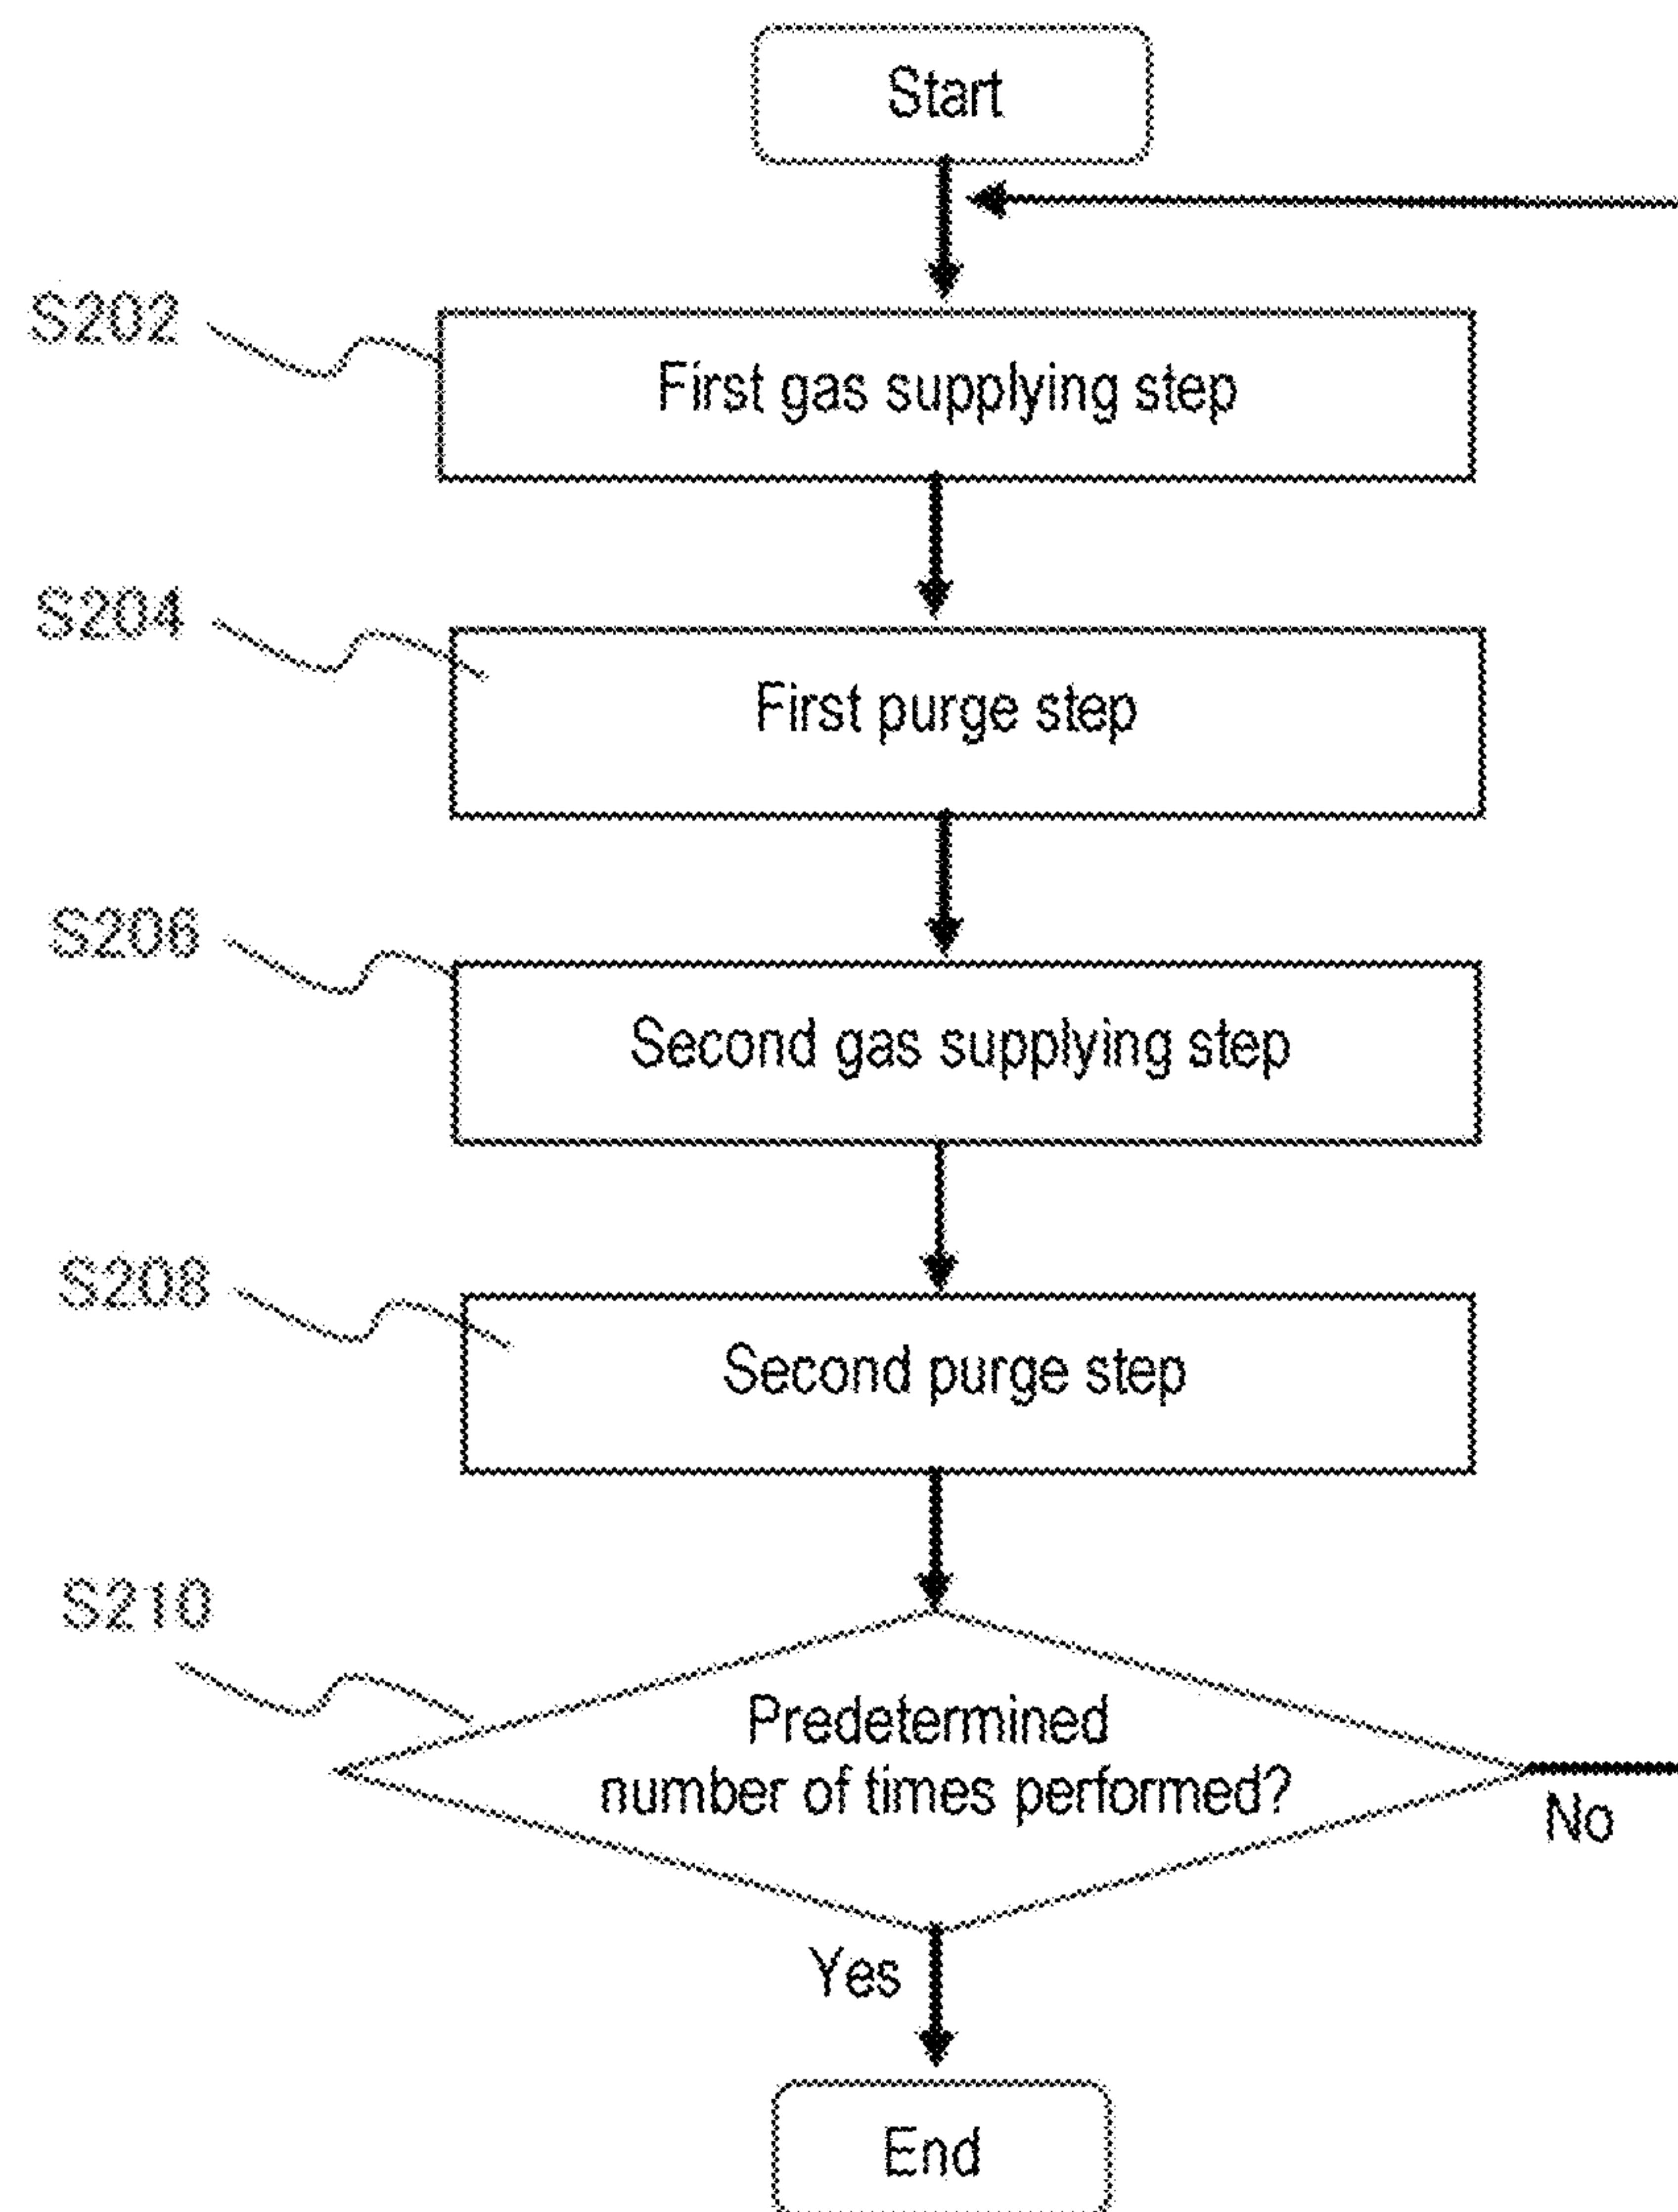 Start
S202
First gas supplying step
S204
First purge step
S206
Second gas supplying step
S208
Second purge step
S210
Predetermined
number of times performed?
No
Yes
End